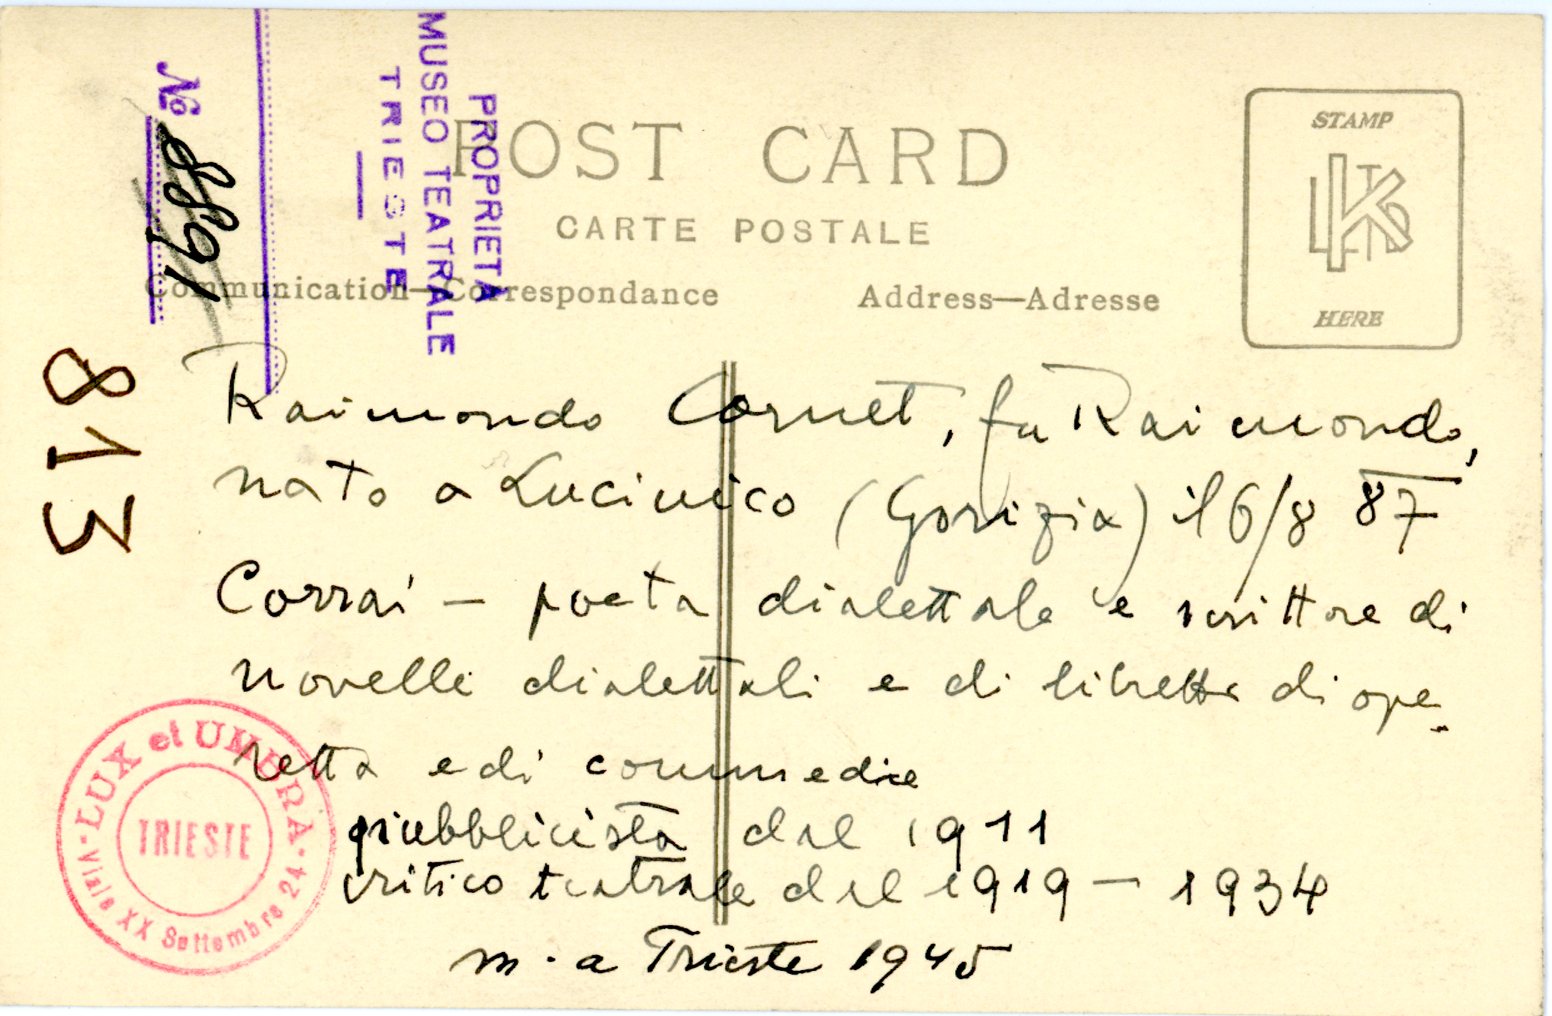 PROPRIETÀ
MUSEO TEATRALE
TRIESTE
№ 8891
813
POST CARD
CARTE POSTALE
Communication—Correspondance
Address—Adresse
STAMP
HERE
Raimondo Cornet, fu Raimondo,
nato a Lucinico (Gorizia) il 6/8 87
Corrai — poeta dialettale e scrittore di
novelle dialettali e di libretti di ope-
retta e di commedie
pubblicista dal 1911
critico teatrale dal 1919 — 1934
m. a Trieste 1945
LUX et UMBRA
TRIESTE
Viale XX Settembre 24